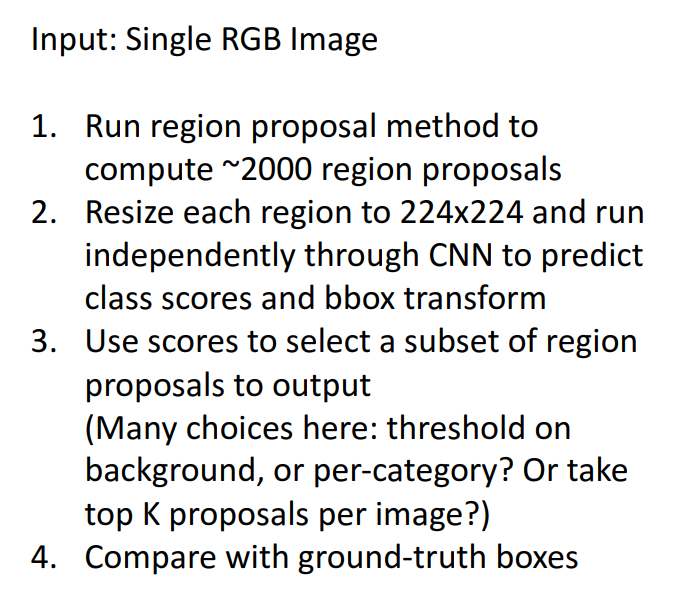 Input: Single RGB Image
1. Run region proposal method to
compute ~2000 region proposals
2. Resize each region to 224x224 and run
independently through CNN to predict
class scores and bbox transform
3. Use scores to select a subset of region
proposals to output
(Many choices here: threshold on
background, or per-category? Or take
top K proposals per image?)
4. Compare with ground-truth boxes